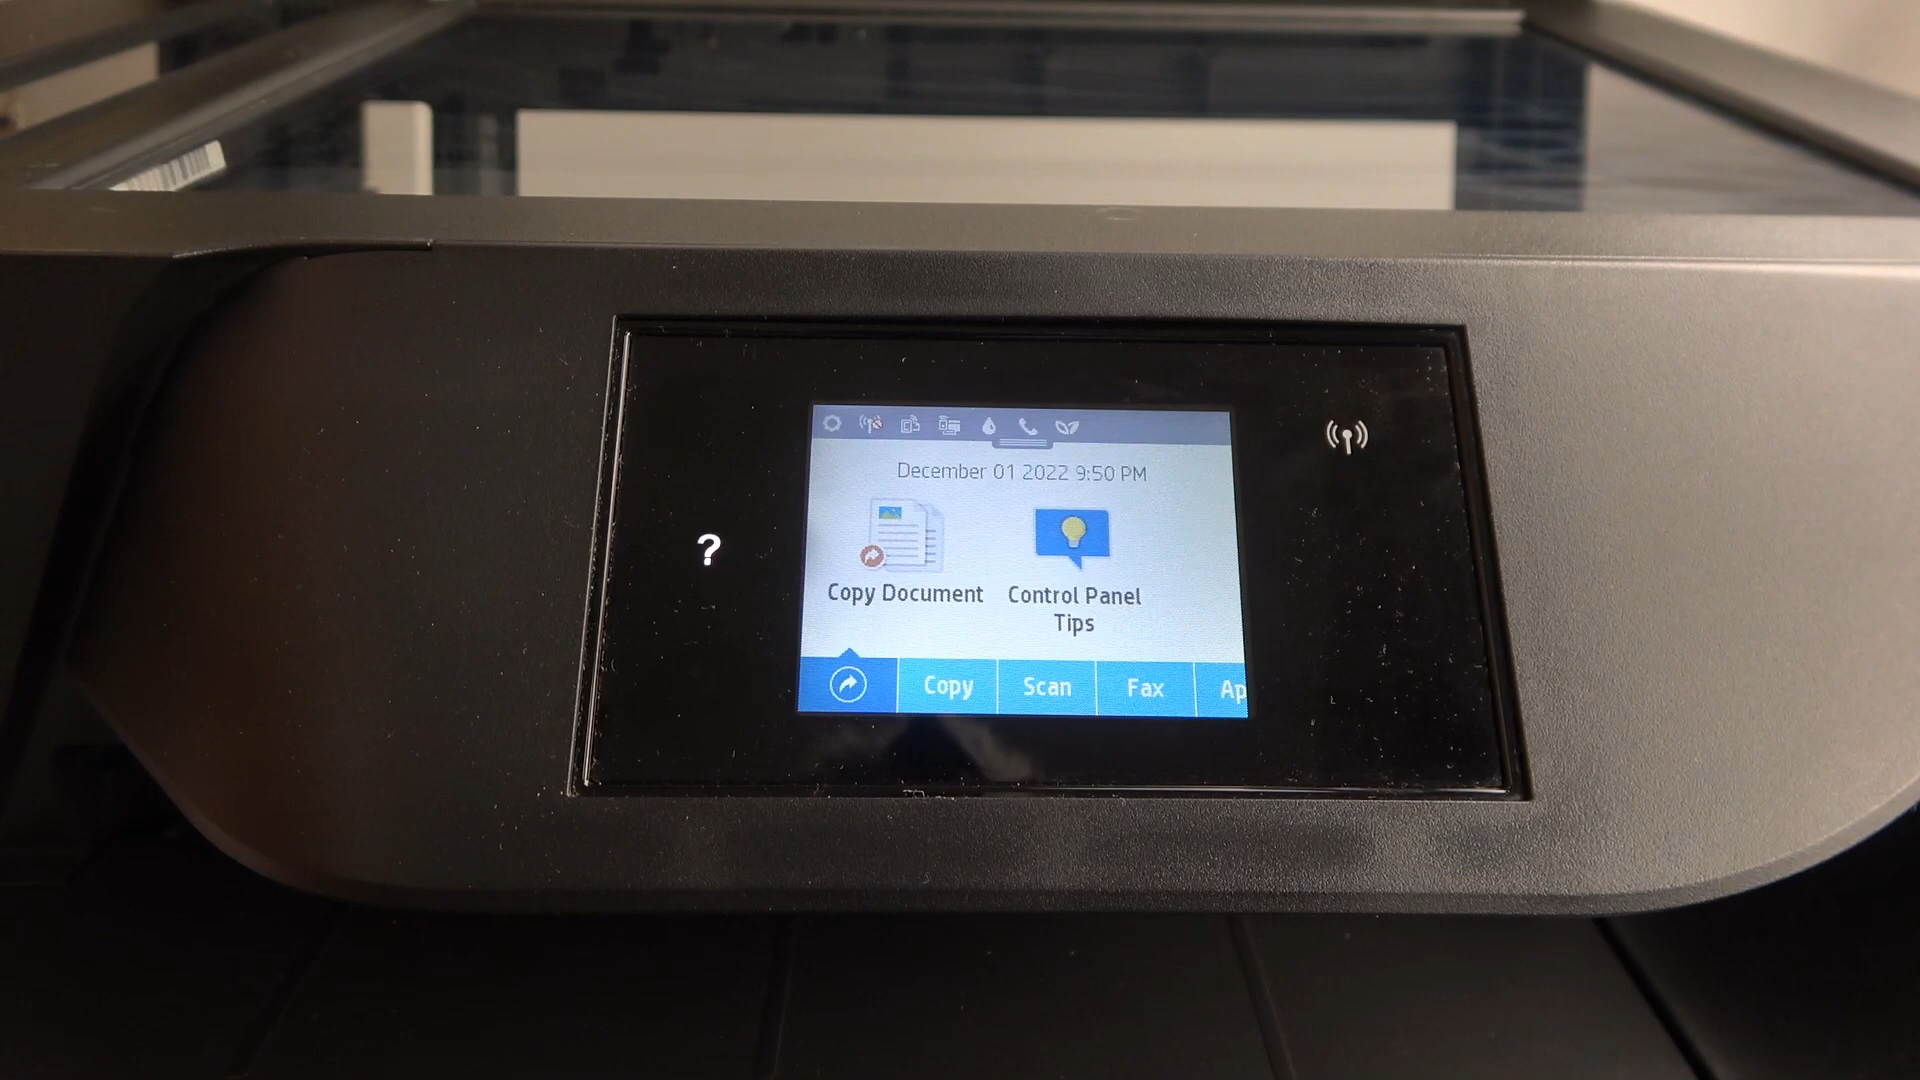 December 01 2022 9:50 PM
?
Copy Document
Control Panel
Tips
Copy
Scan
Fax
Ap